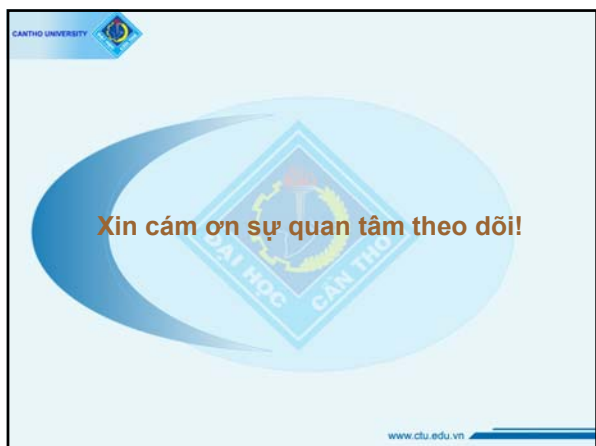 CANTHO UNIVERSITY
Xin cám ơn sự quan tâm theo dõi!
ĐẠI HỌC CẦN THƠ
www.ctu.edu.vn